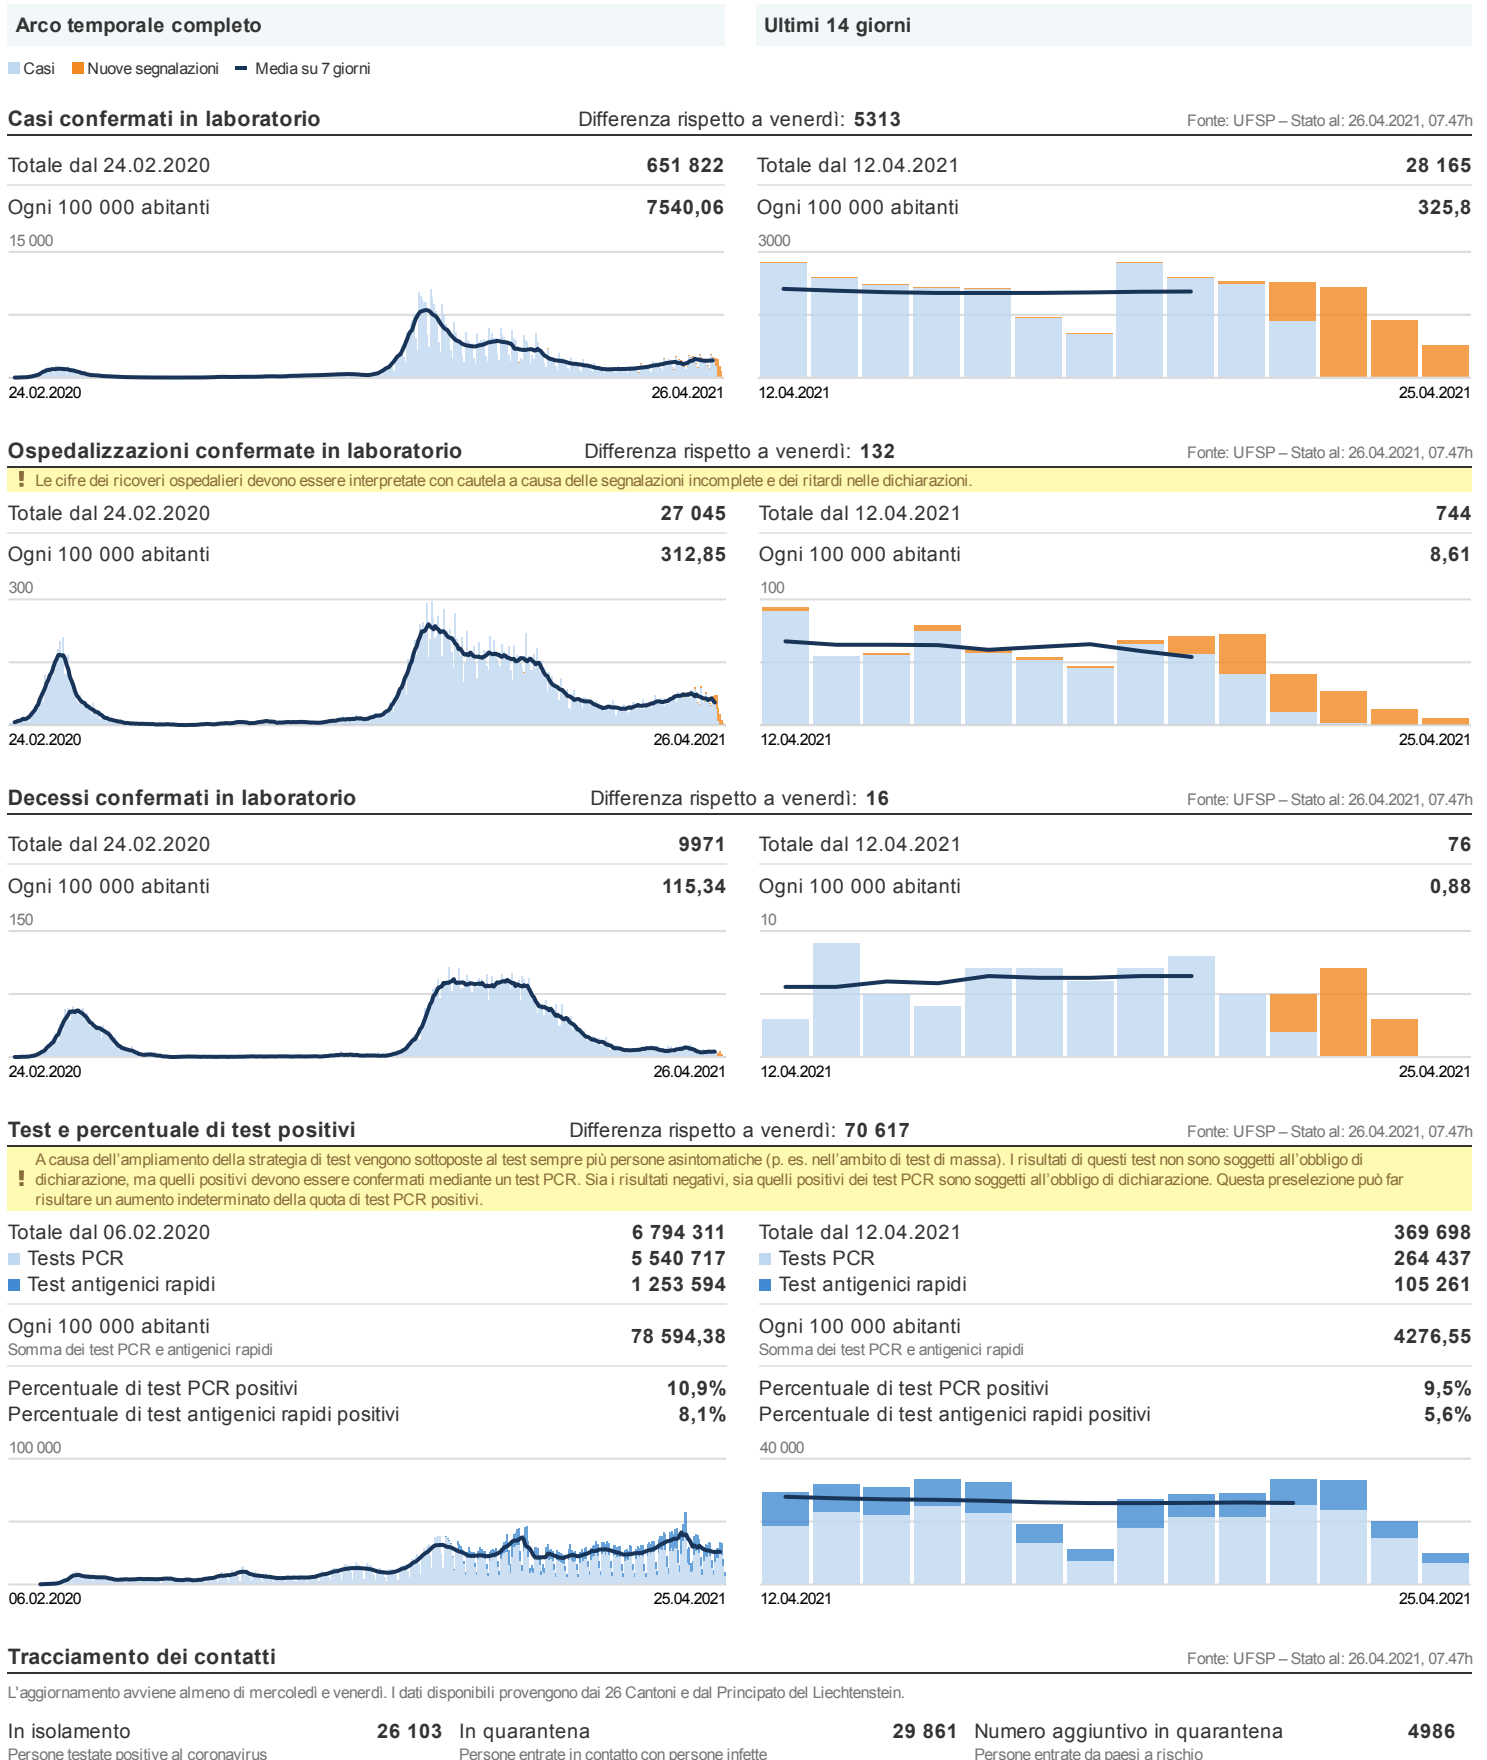 Arco temporale completo
Ultimi 14 giorni
Casi Nuove segnalazioni Media su 7 giorni
Casi confermati in laboratorio Differenza rispetto a venerdì: 5313 Fonte: UFSP – Stato al: 26.04.2021, 07.47h
Totale dal 24.02.2020 651 822
Ogni 100 000 abitanti 7540,06
15 000
24.02.2020 26.04.2021
Totale dal 12.04.2021 28 165
Ogni 100 000 abitanti 325,8
3000
12.04.2021 25.04.2021
Ospedalizzazioni confermate in laboratorio Differenza rispetto a venerdì: 132 Fonte: UFSP – Stato al: 26.04.2021, 07.47h
! Le cifre dei ricoveri ospedalieri devono essere interpretate con cautela a causa delle segnalazioni incomplete e dei ritardi nelle dichiarazioni.
Totale dal 24.02.2020 27 045
Ogni 100 000 abitanti 312,85
300
24.02.2020 26.04.2021
Totale dal 12.04.2021 744
Ogni 100 000 abitanti 8,61
100
12.04.2021 25.04.2021
Decessi confermati in laboratorio Differenza rispetto a venerdì: 16 Fonte: UFSP – Stato al: 26.04.2021, 07.47h
Totale dal 24.02.2020 9971
Ogni 100 000 abitanti 115,34
150
24.02.2020 26.04.2021
Totale dal 12.04.2021 76
Ogni 100 000 abitanti 0,88
10
12.04.2021 25.04.2021
Test e percentuale di test positivi Differenza rispetto a venerdì: 70 617 Fonte: UFSP – Stato al: 26.04.2021, 07.47h
A causa dell'ampliamento della strategia di test vengono sottoposte al test sempre più persone asintomatiche (p. es. nell'ambito di test di massa). I risultati di questi test non sono soggetti all'obbligo di
! dichiarazione, ma quelli positivi devono essere confermati mediante un test PCR. Sia i risultati negativi, sia quelli positivi dei test PCR sono soggetti all'obbligo di dichiarazione. Questa preselezione può far
risultare un aumento indeterminato della quota di test PCR positivi.
Totale dal 06.02.2020 6 794 311
Tests PCR 5 540 717
Test antigenici rapidi 1 253 594
Ogni 100 000 abitanti 78 594,38
Somma dei test PCR e antigenici rapidi
Percentuale di test PCR positivi 10,9%
Percentuale di test antigenici rapidi positivi 8,1%
100 000
06.02.2020 25.04.2021
Totale dal 12.04.2021 369 698
Tests PCR 264 437
Test antigenici rapidi 105 261
Ogni 100 000 abitanti 4276,55
Somma dei test PCR e antigenici rapidi
Percentuale di test PCR positivi 9,5%
Percentuale di test antigenici rapidi positivi 5,6%
40 000
12.04.2021 25.04.2021
Tracciamento dei contatti Fonte: UFSP – Stato al: 26.04.2021, 07.47h
L'aggiornamento avviene almeno di mercoledì e venerdì. I dati disponibili provengono dai 26 Cantoni e dal Principato del Liechtenstein.
In isolamento 26 103
Persone testate positive al coronavirus
In quarantena 29 861
Persone entrate in contatto con persone infette
Numero aggiuntivo in quarantena 4986
Persone entrate da paesi a rischio